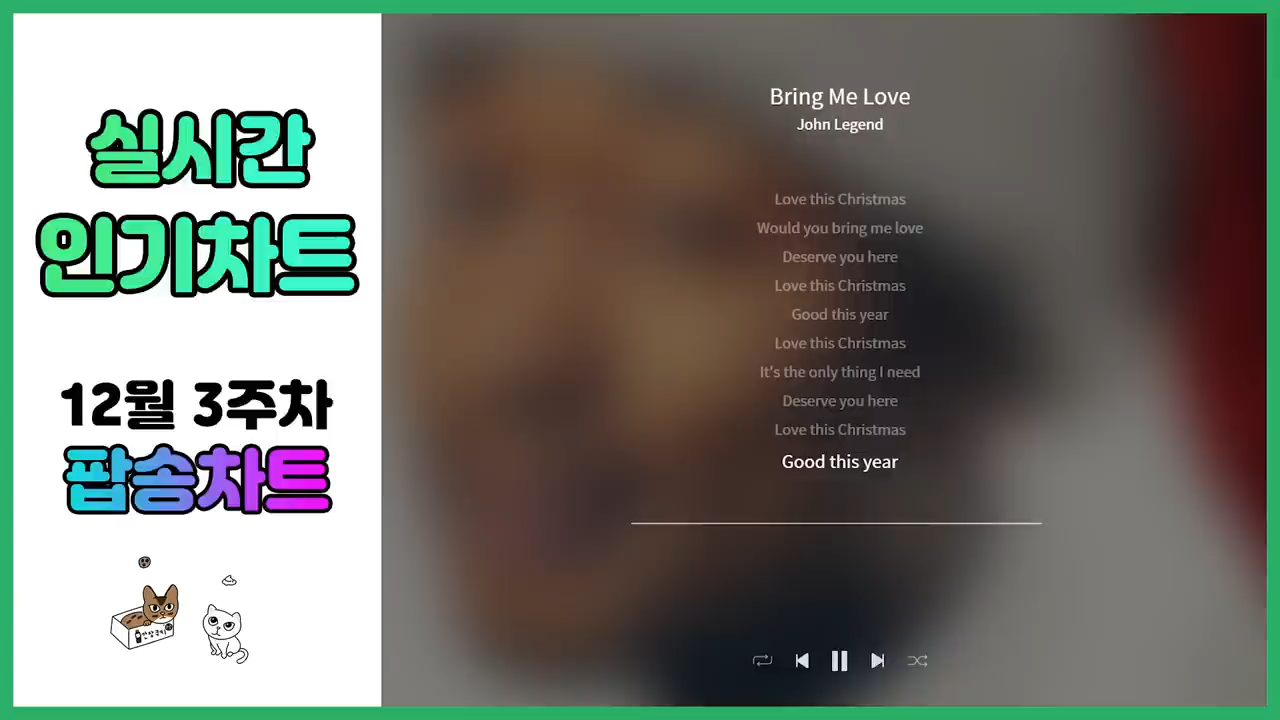 실시간
인기차트
12월 3주차
팝송차트
Bring Me Love
John Legend
Love this Christmas
Would you bring me love
Deserve you here
Love this Christmas
Good this year
Love this Christmas
It's the only thing I need
Deserve you here
Love this Christmas
Good this year